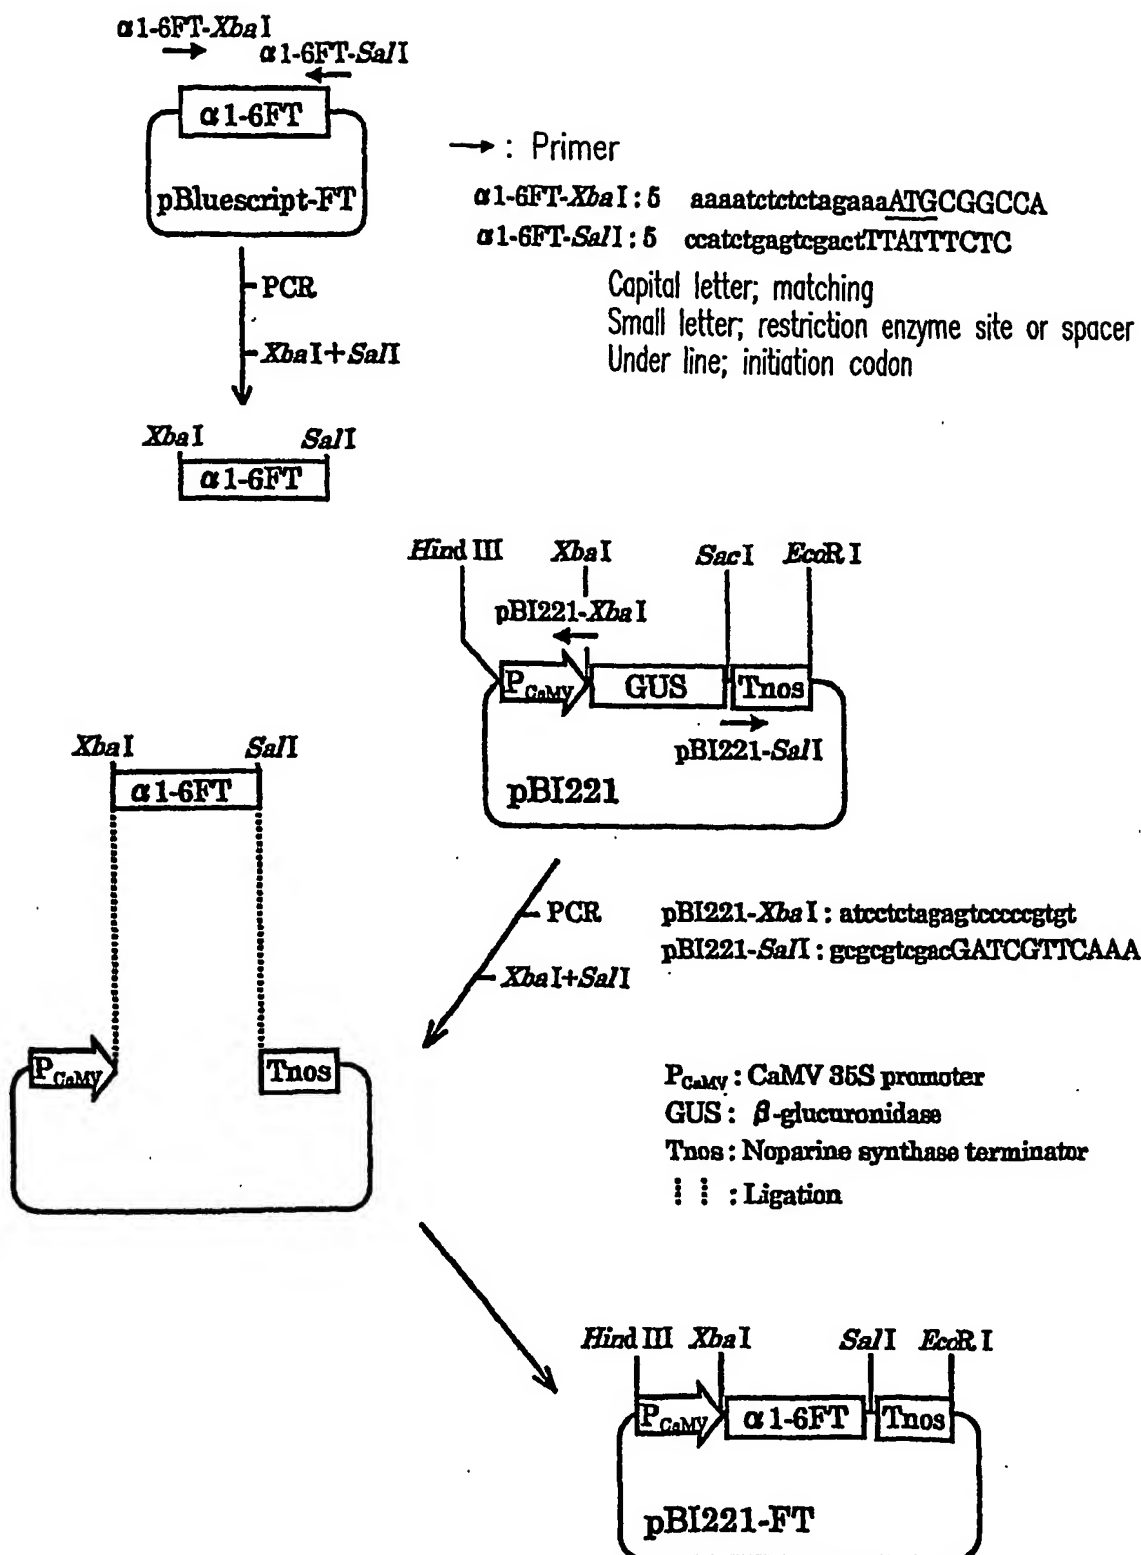 α1-6FT-XbaI
α1-6FT-SalI
α1-6FT
pBluescript-FT
→ : Primer
α1-6FT-XbaI : 5 aaaatctctctagaaaATGCGGCCA
α1-6FT-SalI : 5 ccatctgagtcgactTTATTTCTC
Capital letter; matching
Small letter; restriction enzyme site or spacer
Under line; initiation codon
PCR
XbaI+SalI
XbaI SalI
α1-6FT
Hind III XbaI SacI EcoRI
pBI221-XbaI
PCaMV GUS Tnos
pBI221-SalI
pBI221
XbaI SalI
α1-6FT
PCR
XbaI+SalI
pBI221-XbaI : atcctctagagtcccccgtgt
pBI221-SalI : gcgcgtcgacGATCGTTCAAA
PCaMV Tnos
PCaMV : CaMV 35S promoter
GUS : β-glucuronidase
Tnos : Noparine synthase terminator
: Ligation
Hind III XbaI SalI EcoRI
PCaMV α1-6FT Tnos
pBI221-FT